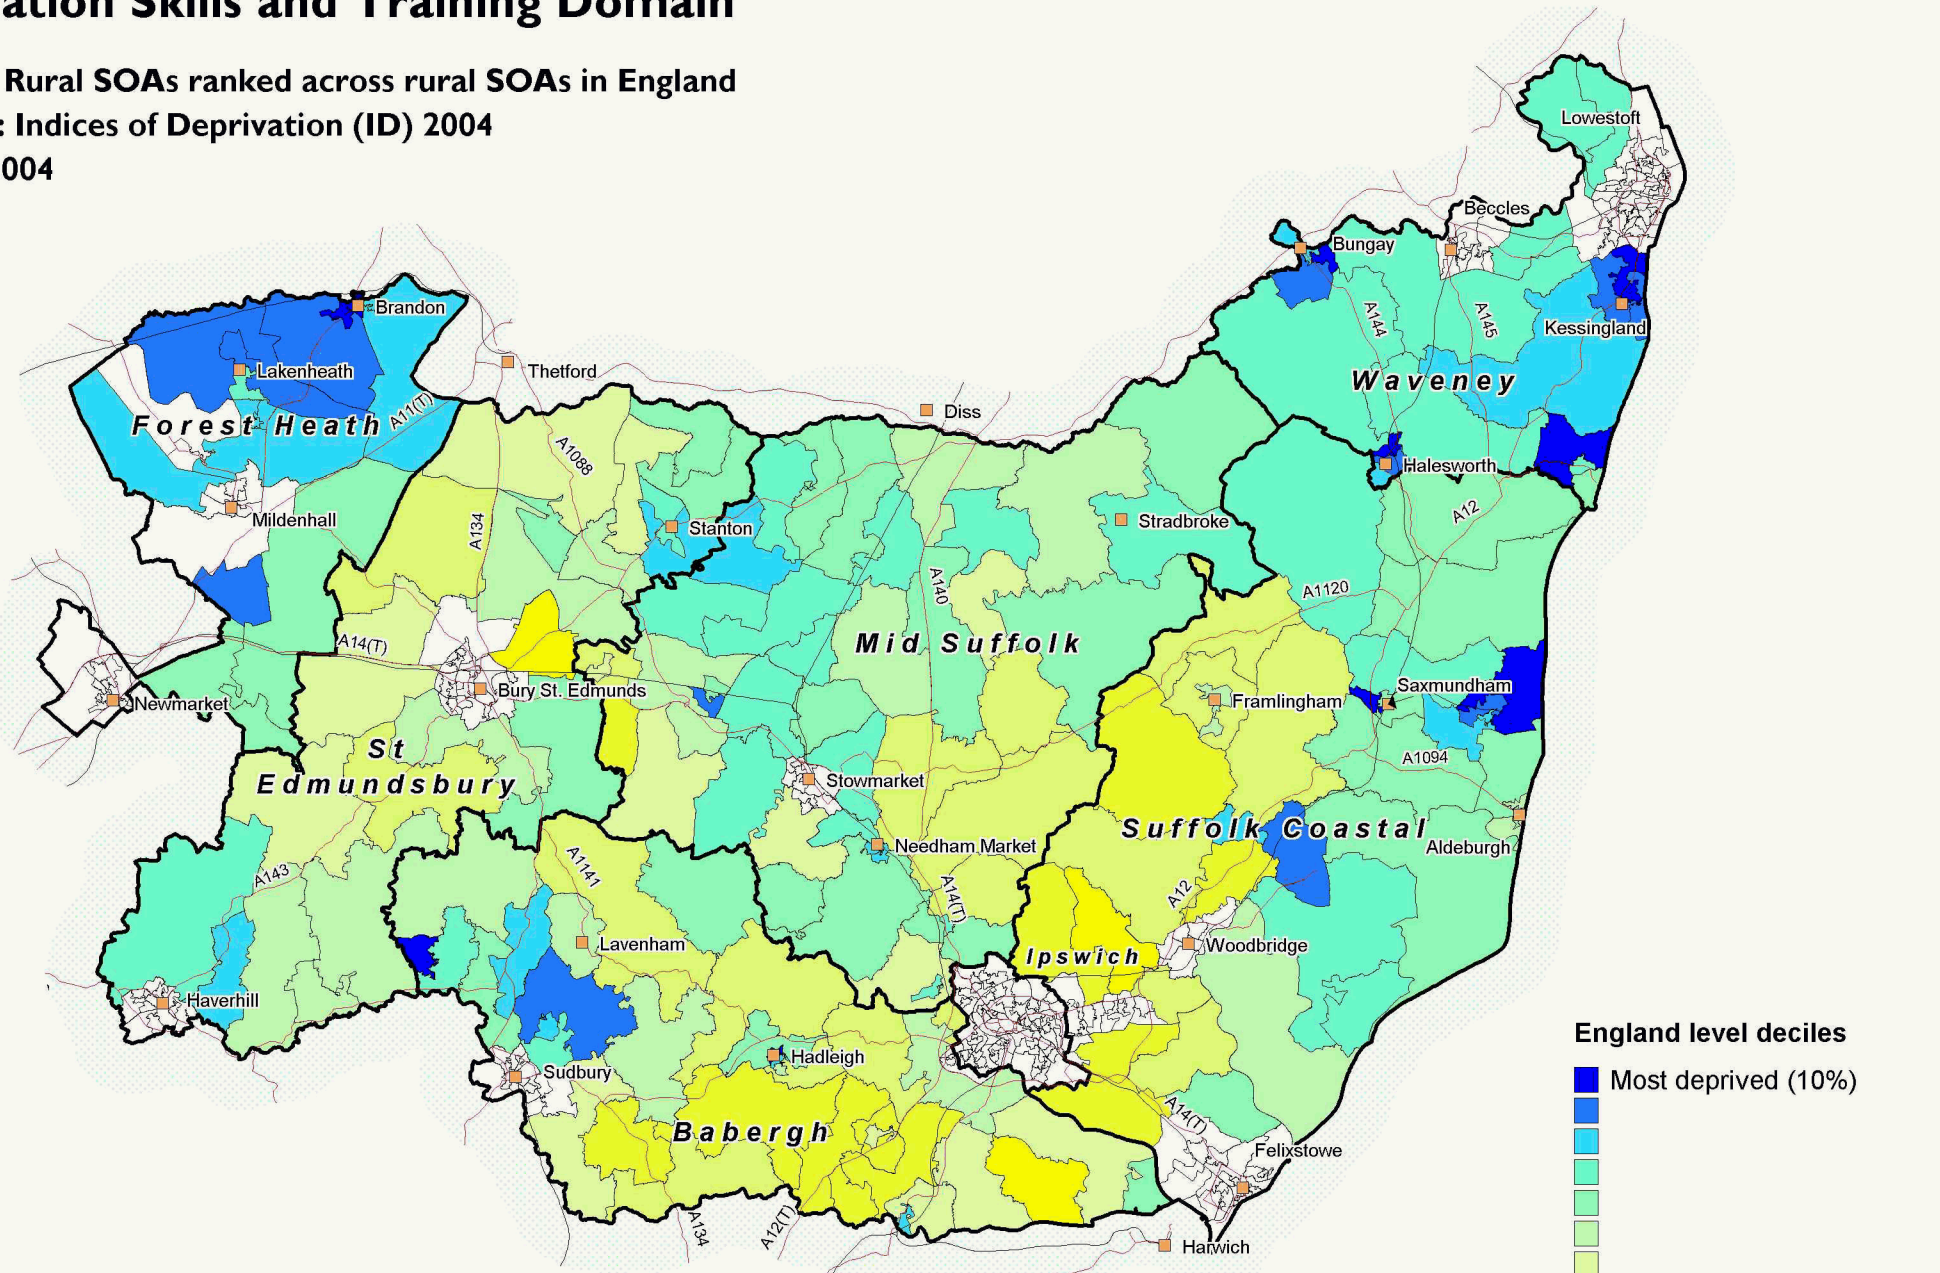 ation Skills and Training Domain
Rural SOAs ranked across rural SOAs in England
: Indices of Deprivation (ID) 2004
004
Lowestoft
Beccles
Bungay
Brandon
A144
A145
Kessingland
Lakenheath
Thetford
Waveney
A11(T)
Diss
Forest Heath
A1088
Halesworth
A12
Mildenhall
A134
Stanton
Stradbroke
A140
A1120
A14(T)
Mid Suffolk
Bury St. Edmunds
Saxmundham
Newmarket
Framlingham
St
Edmundsbury
A1094
Stowmarket
Suffolk Coastal
Needham Market
Aldeburgh
A1141
A143
A14(T)
A12
Lavenham
Woodbridge
Ipswich
Haverhill
England level deciles
Hadleigh
Sudbury
Most deprived (10%)
A14(T)
Babergh
Felixstowe
A134
A12(T)
Harwich